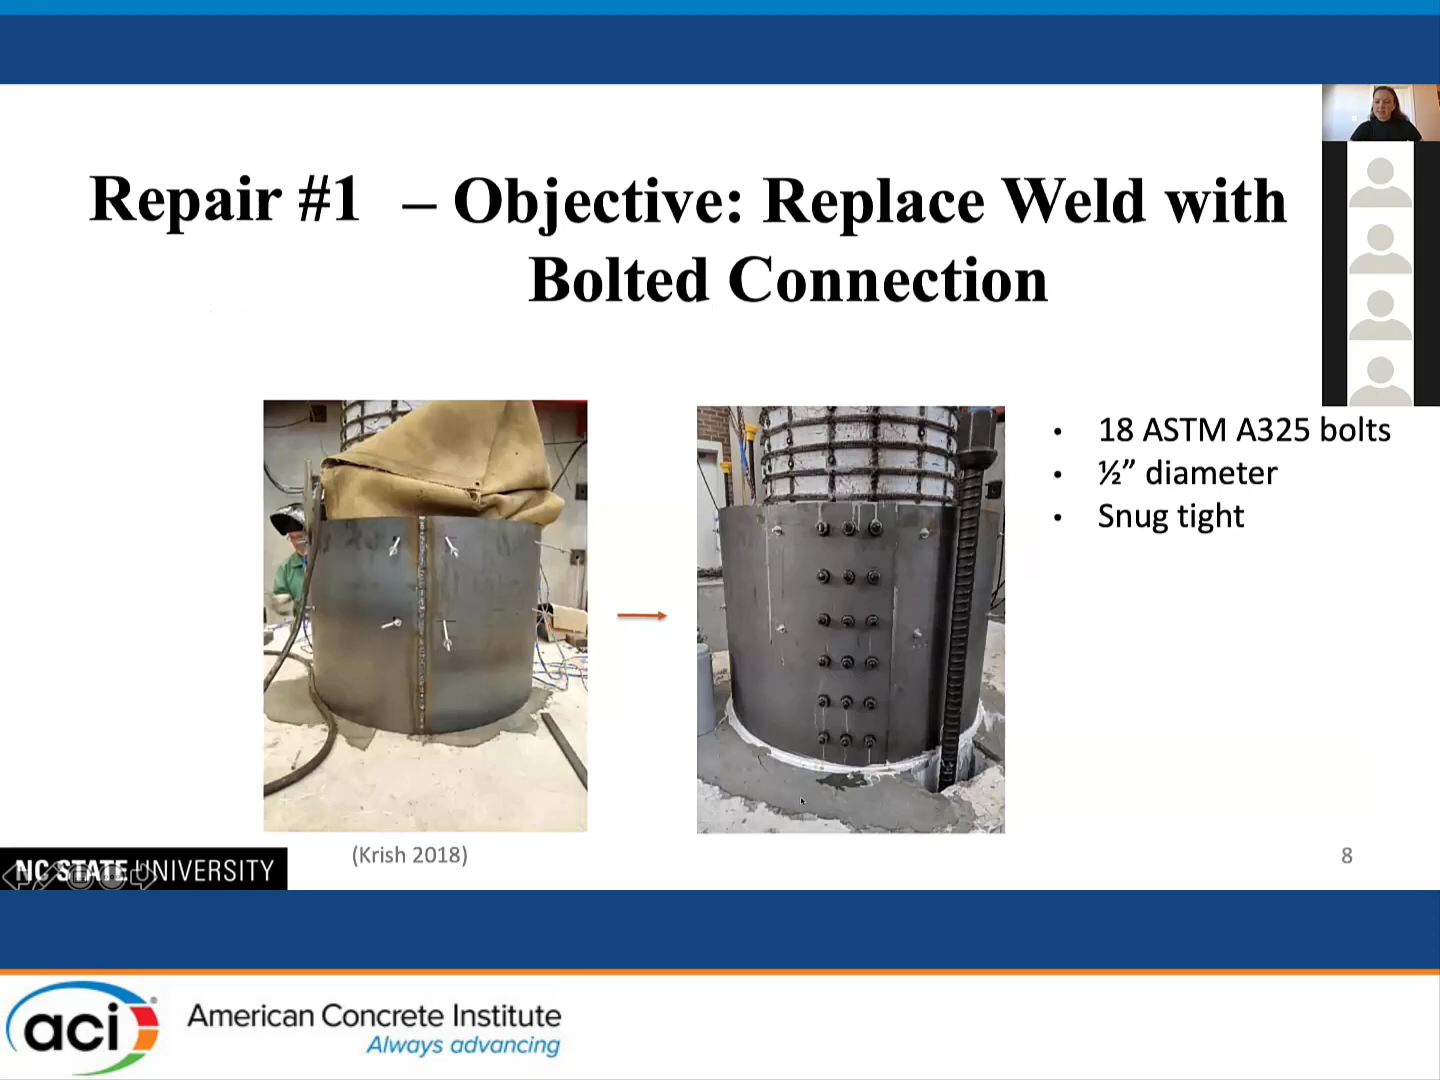 Repair #1 – Objective: Replace Weld with
Bolted Connection
• 18 ASTM A325 bolts
• ½” diameter
• Snug tight
(Krish 2018)
NC STATE UNIVERSITY
8
aci
®
American Concrete Institute
Always advancing